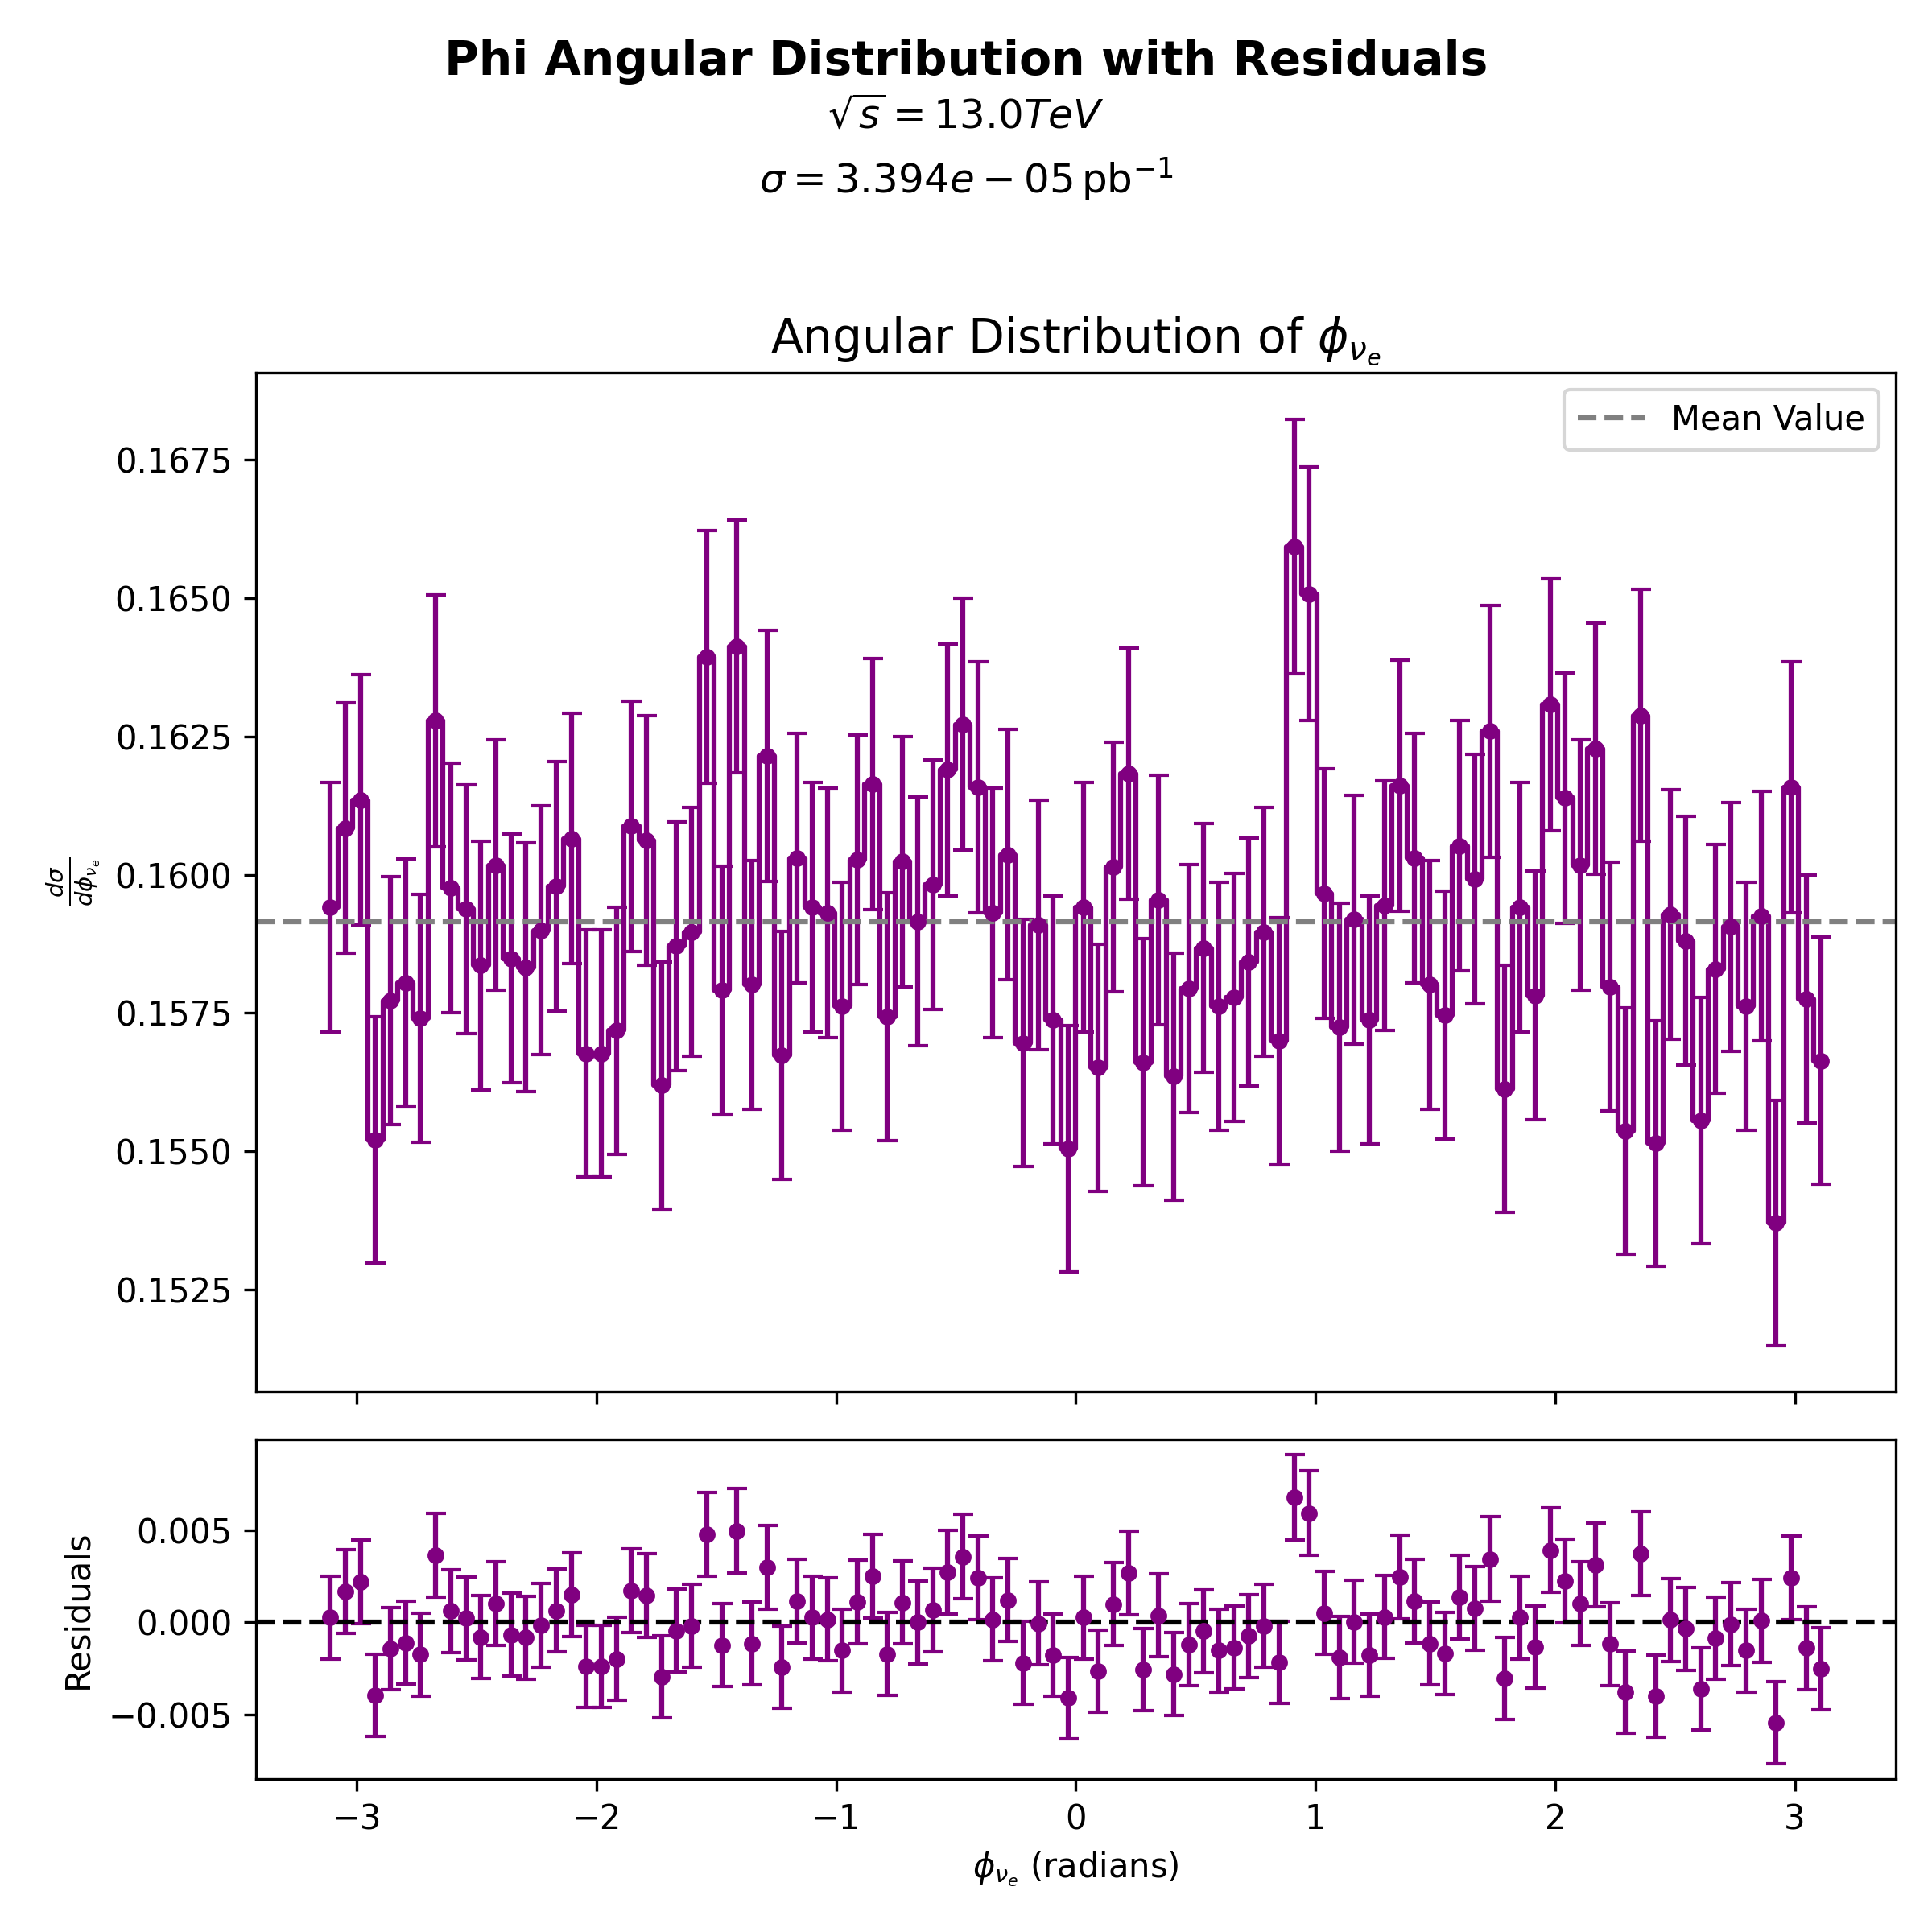 Phi Angular Distribution with Residuals
√s = 13.0TeV
σ = 3.394e − 05 pb⁻¹
Angular Distribution of ϕ_νₑ
Mean Value
0.1675
0.1650
0.1625
0.1600
0.1575
0.1550
0.1525
dσ/dϕ_νₑ
0.005
0.000
−0.005
Residuals
−3 −2 −1 0 1 2 3
ϕ_νₑ (radians)